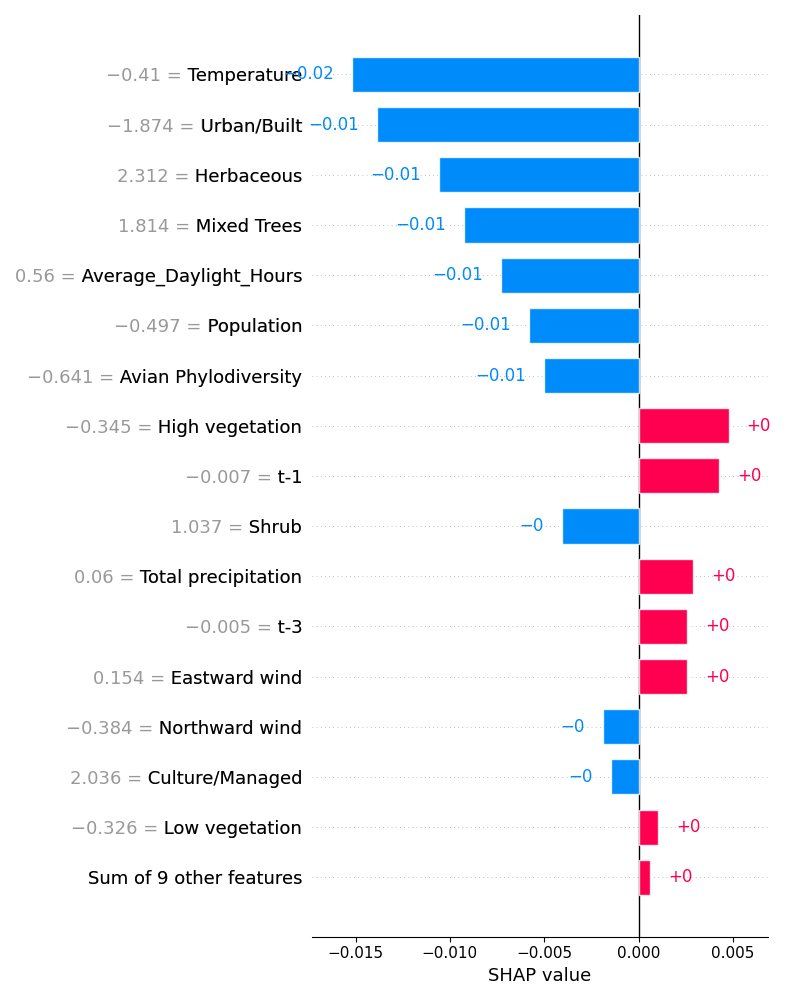 −0.41 = Temperature −0.02
−1.874 = Urban/Built −0.01
2.312 = Herbaceous −0.01
1.814 = Mixed Trees −0.01
0.56 = Average_Daylight_Hours −0.01
−0.497 = Population −0.01
−0.641 = Avian Phylodiversity −0.01
−0.345 = High vegetation +0
−0.007 = t-1 +0
1.037 = Shrub −0
0.06 = Total precipitation +0
−0.005 = t-3 +0
0.154 = Eastward wind +0
−0.384 = Northward wind −0
2.036 = Culture/Managed −0
−0.326 = Low vegetation +0
Sum of 9 other features +0
−0.015 −0.010 −0.005 0.000 0.005
SHAP value